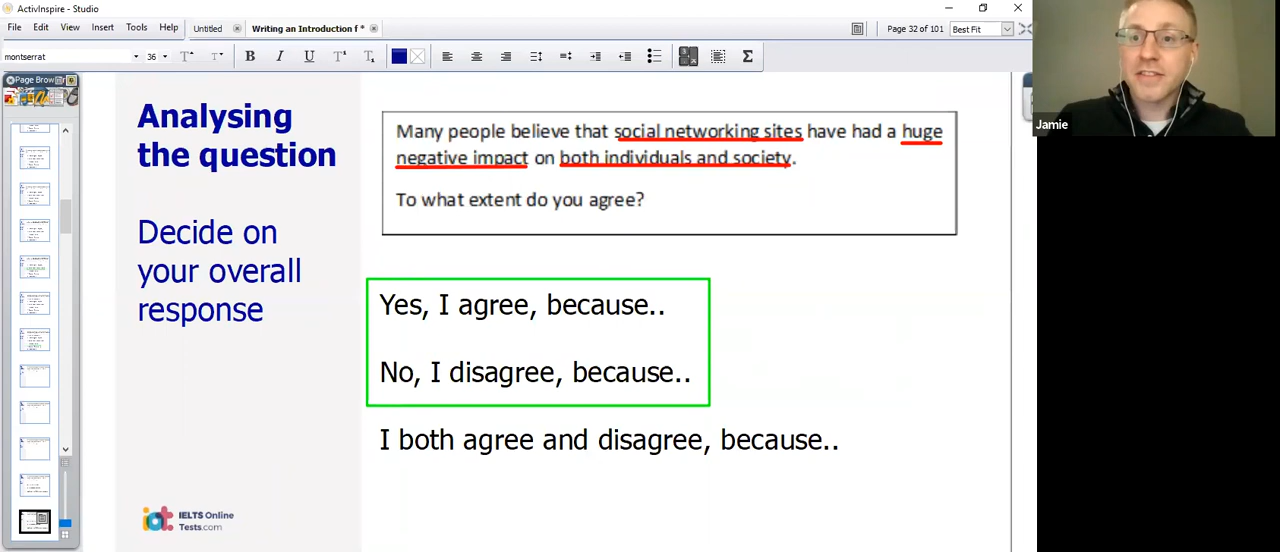 ActivInspire - Studio
File Edit View Insert Tools Help Untitled Writing an Introduction f * Page 32 of 101 Best Fit
montserrat 36 B I U
Page Brow
Analysing
the question
Decide on
your overall
response
Many people believe that social networking sites have had a huge
negative impact on both individuals and society.
To what extent do you agree?
Yes, I agree, because..
No, I disagree, because..
I both agree and disagree, because..
iot IELTS Online
Tests.com
Jamie